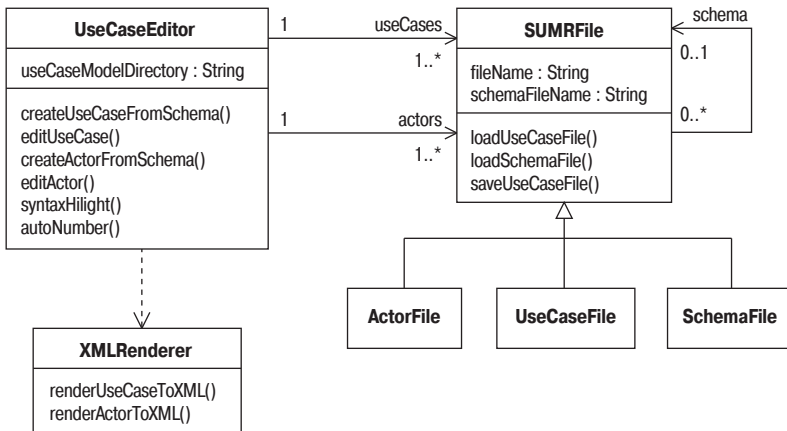 UseCaseEditor
useCaseModelDirectory : String
createUseCaseFromSchema()
editUseCase()
createActorFromSchema()
editActor()
syntaxHilight()
autoNumber()
1
useCases
1..*
1
actors
1..*
SUMRFile
fileName : String
schemaFileName : String
loadUseCaseFile()
loadSchemaFile()
saveUseCaseFile()
schema
0..1
0..*
ActorFile
UseCaseFile
SchemaFile
XMLRenderer
renderUseCaseToXML()
renderActorToXML()